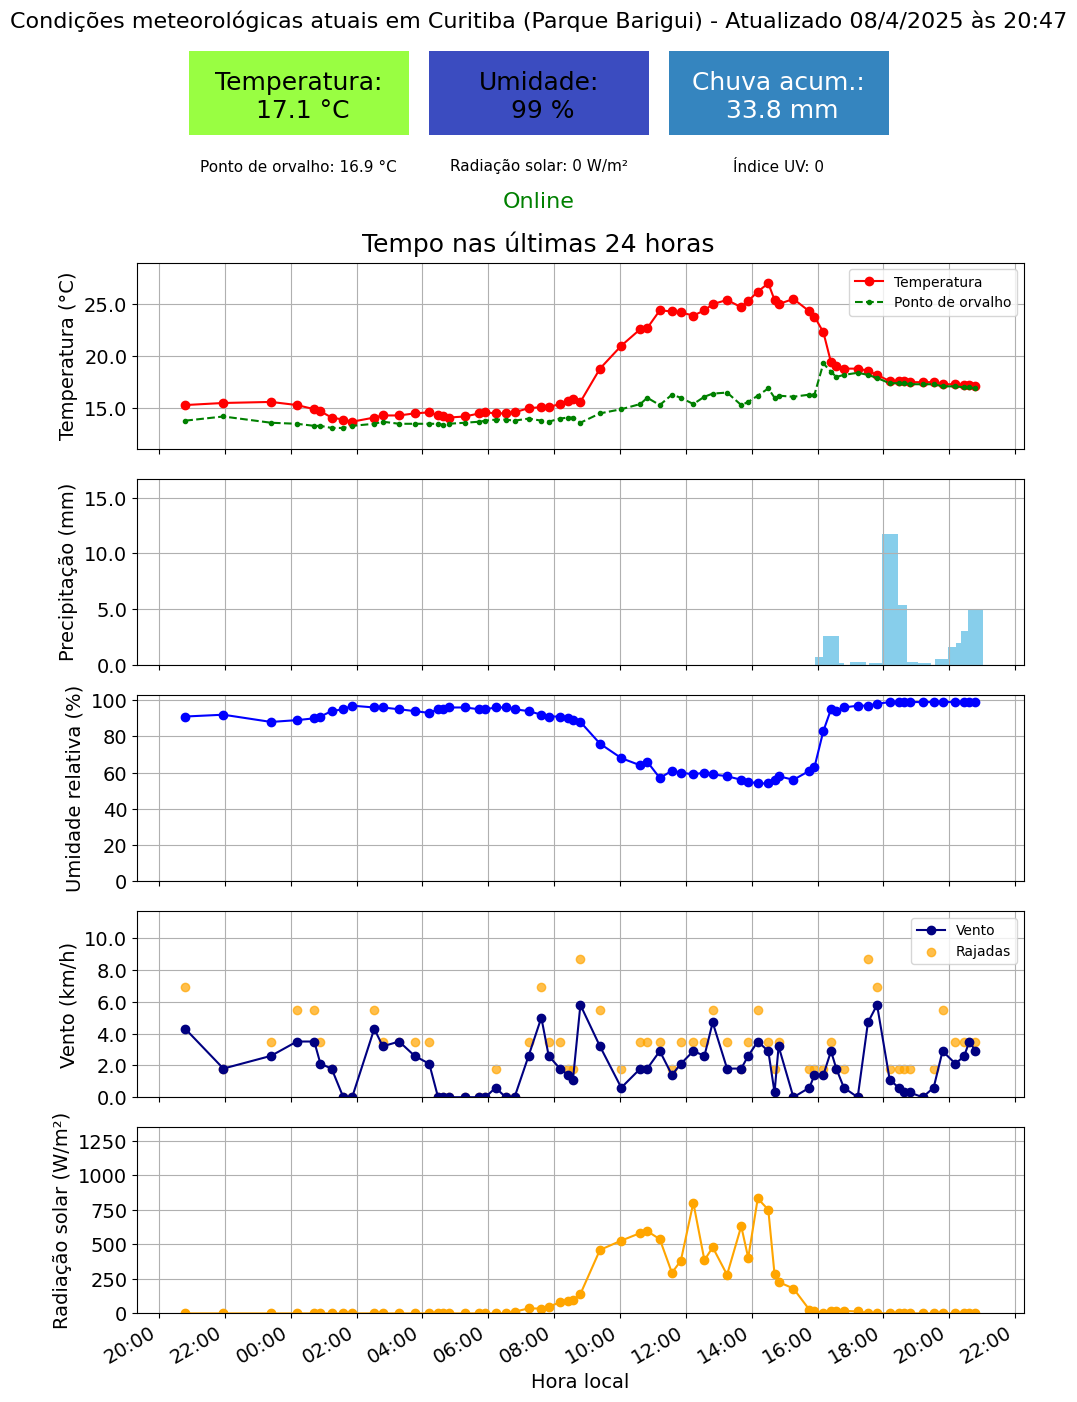 Condições meteorológicas atuais em Curitiba (Parque Barigui) - Atualizado 08/4/2025 às 20:47
Temperatura:
17.1 °C
Umidade:
99 %
Chuva acum.:
33.8 mm
Ponto de orvalho: 16.9 °C
Radiação solar: 0 W/m²
Índice UV: 0
Online
Tempo nas últimas 24 horas
Temperatura (°C)
25.0
20.0
15.0
Temperatura
Ponto de orvalho
Precipitação (mm)
15.0
10.0
5.0
0.0
Umidade relativa (%)
100
80
60
40
20
0
Vento (km/h)
10.0
8.0
6.0
4.0
2.0
0.0
Vento
Rajadas
Radiação solar (W/m²)
1250
1000
750
500
250
0
20:00
22:00
00:00
02:00
04:00
06:00
08:00
10:00
12:00
14:00
16:00
18:00
20:00
22:00
Hora local